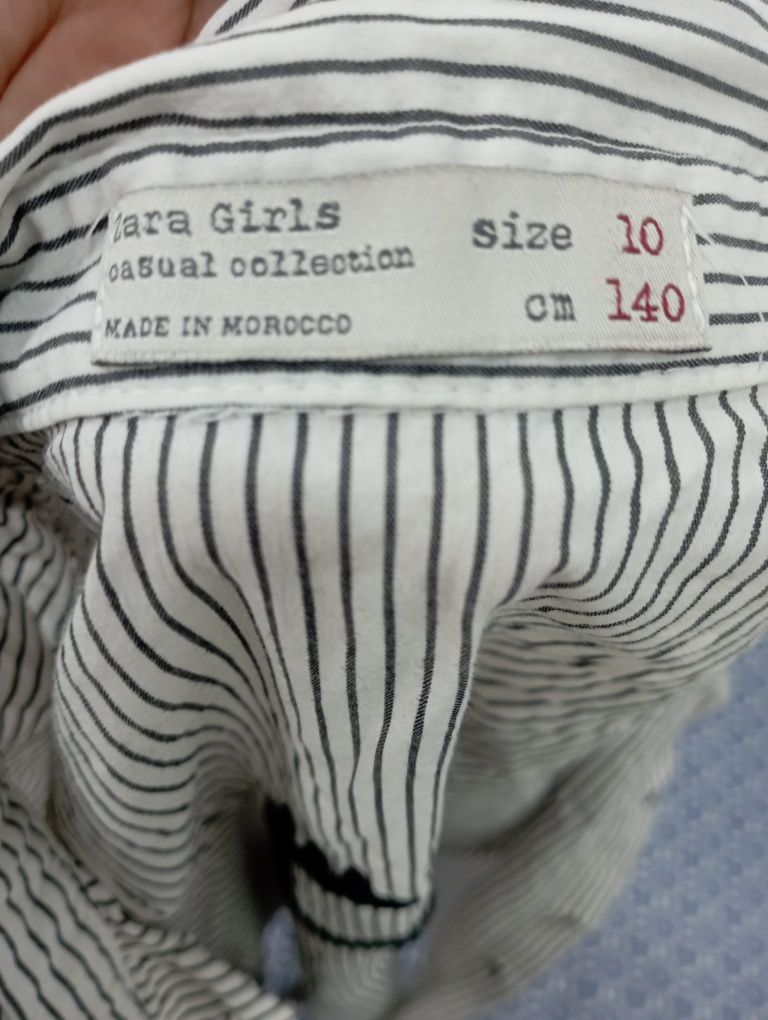 Zara Girls
casual collection
MADE IN MOROCCO
size 10
cm 140